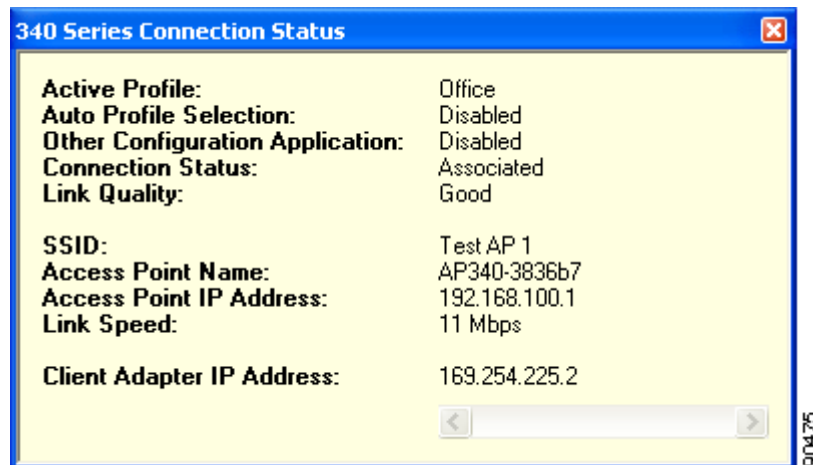 340 Series Connection Status
Active Profile: Office
Auto Profile Selection: Disabled
Other Configuration Application: Disabled
Connection Status: Associated
Link Quality: Good
SSID: Test AP 1
Access Point Name: AP340-3836b7
Access Point IP Address: 192.168.100.1
Link Speed: 11 Mbps
Client Adapter IP Address: 169.254.225.2
90475